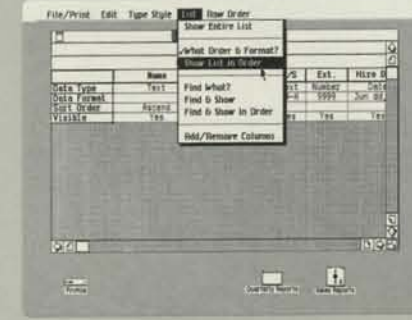 File/Print Edit Type Style List Row Order
Show Entire List
✓What Order & Format?
Show List in Order
Find What?
Find & Show
Find & Show in Order
Add/Remove Columns
Name Ext. Hire D
Data Type Text Number Date
Data Format 9999 Jun
Sort Order Ascend
Visible Yes Yes Yes
Quarterly Reports
Sales Reports